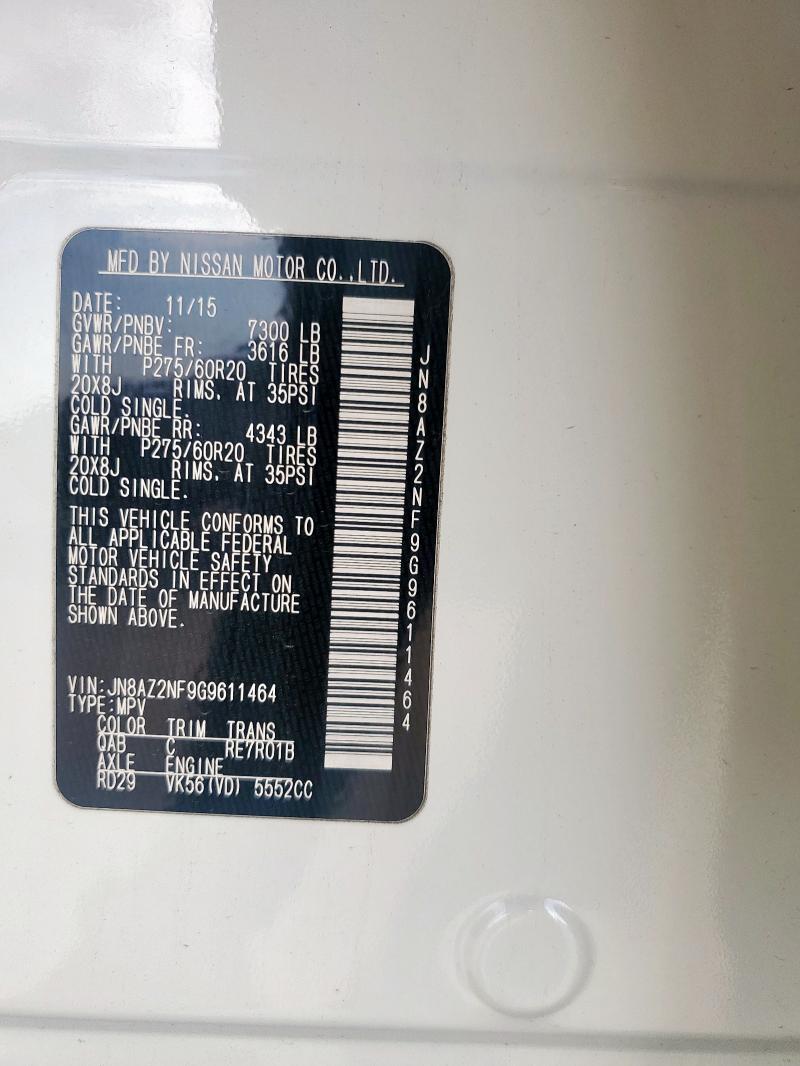 MFD BY NISSAN MOTOR CO.,LTD.
DATE: 11/15
GVWR/PNBV: 7300 LB
GAWR/PNBE FR: 3616 LB
WITH P275/60R20 TIRES
20X8J RIMS. AT 35PSI
COLD SINGLE.
GAWR/PNBE RR: 4343 LB
WITH P275/60R20 TIRES
20X8J RIMS. AT 35PSI
COLD SINGLE.
THIS VEHICLE CONFORMS TO
ALL APPLICABLE FEDERAL
MOTOR VEHICLE SAFETY
STANDARDS IN EFFECT ON
THE DATE OF MANUFACTURE
SHOWN ABOVE.
VIN:JN8AZ2NF9G9611464
TYPE:MPV
COLOR TRIM TRANS
QAB C RE7R01B
AXLE ENGINE
RD29 VK56(VD) 5552CC
JN8AZ2NF9G9611464